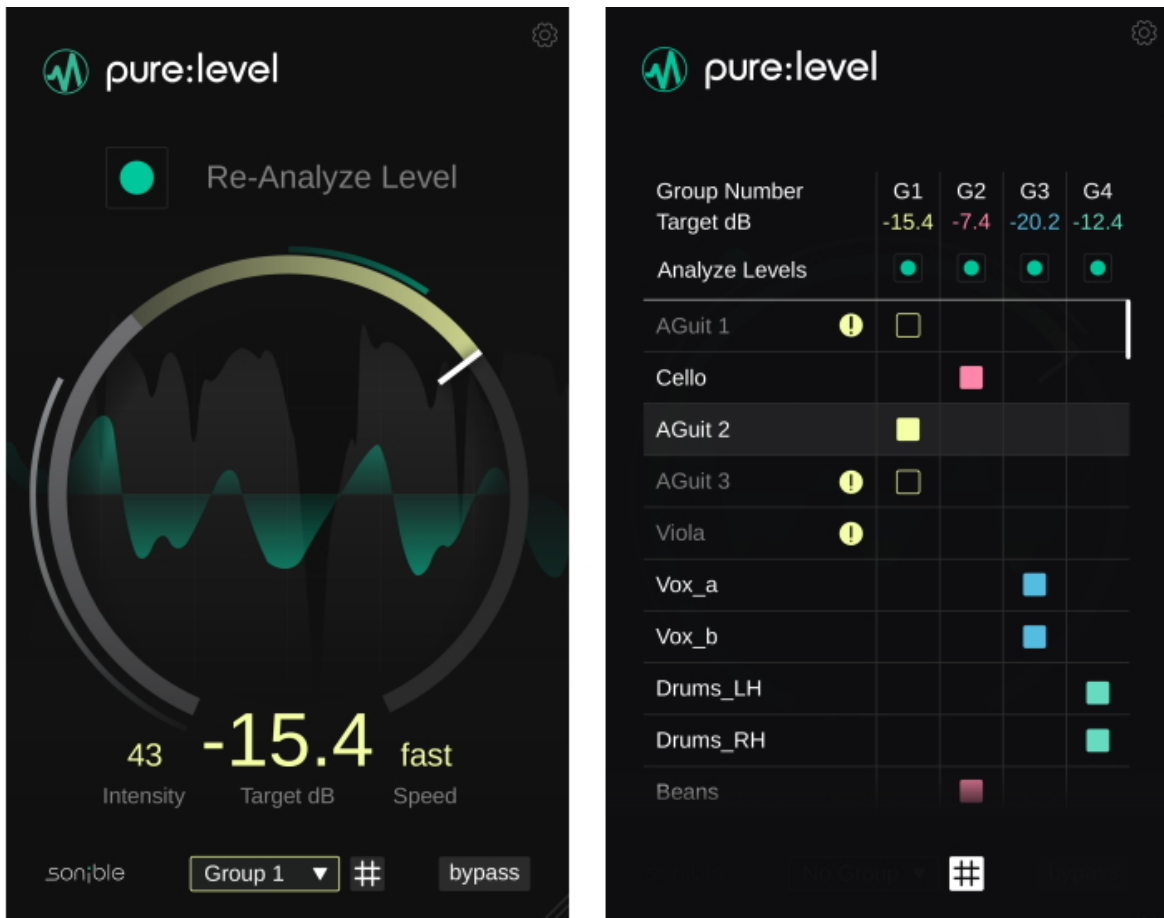 pure:level
Re-Analyze Level
43 -15.4 fast
Intensity Target dB Speed
sonible Group 1 bypass
pure:level
Group Number G1 G2 G3 G4
Target dB -15.4 -7.4 -20.2 -12.4
Analyze Levels
AGuit 1 !
Cello
AGuit 2
AGuit 3 !
Viola !
Vox_a
Vox_b
Drums_LH
Drums_RH
Beans
No Group